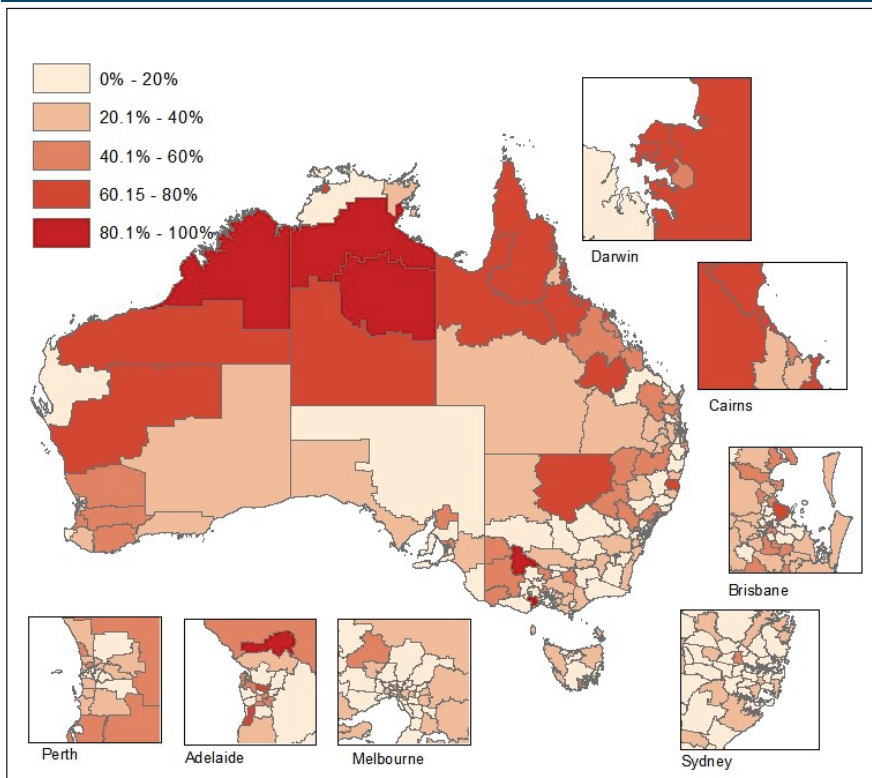 0% - 20%
20.1% - 40%
40.1% - 60%
60.15 - 80%
80.1% - 100%
Darwin
Cairns
Brisbane
Perth
Adelaide
Melbourne
Sydney